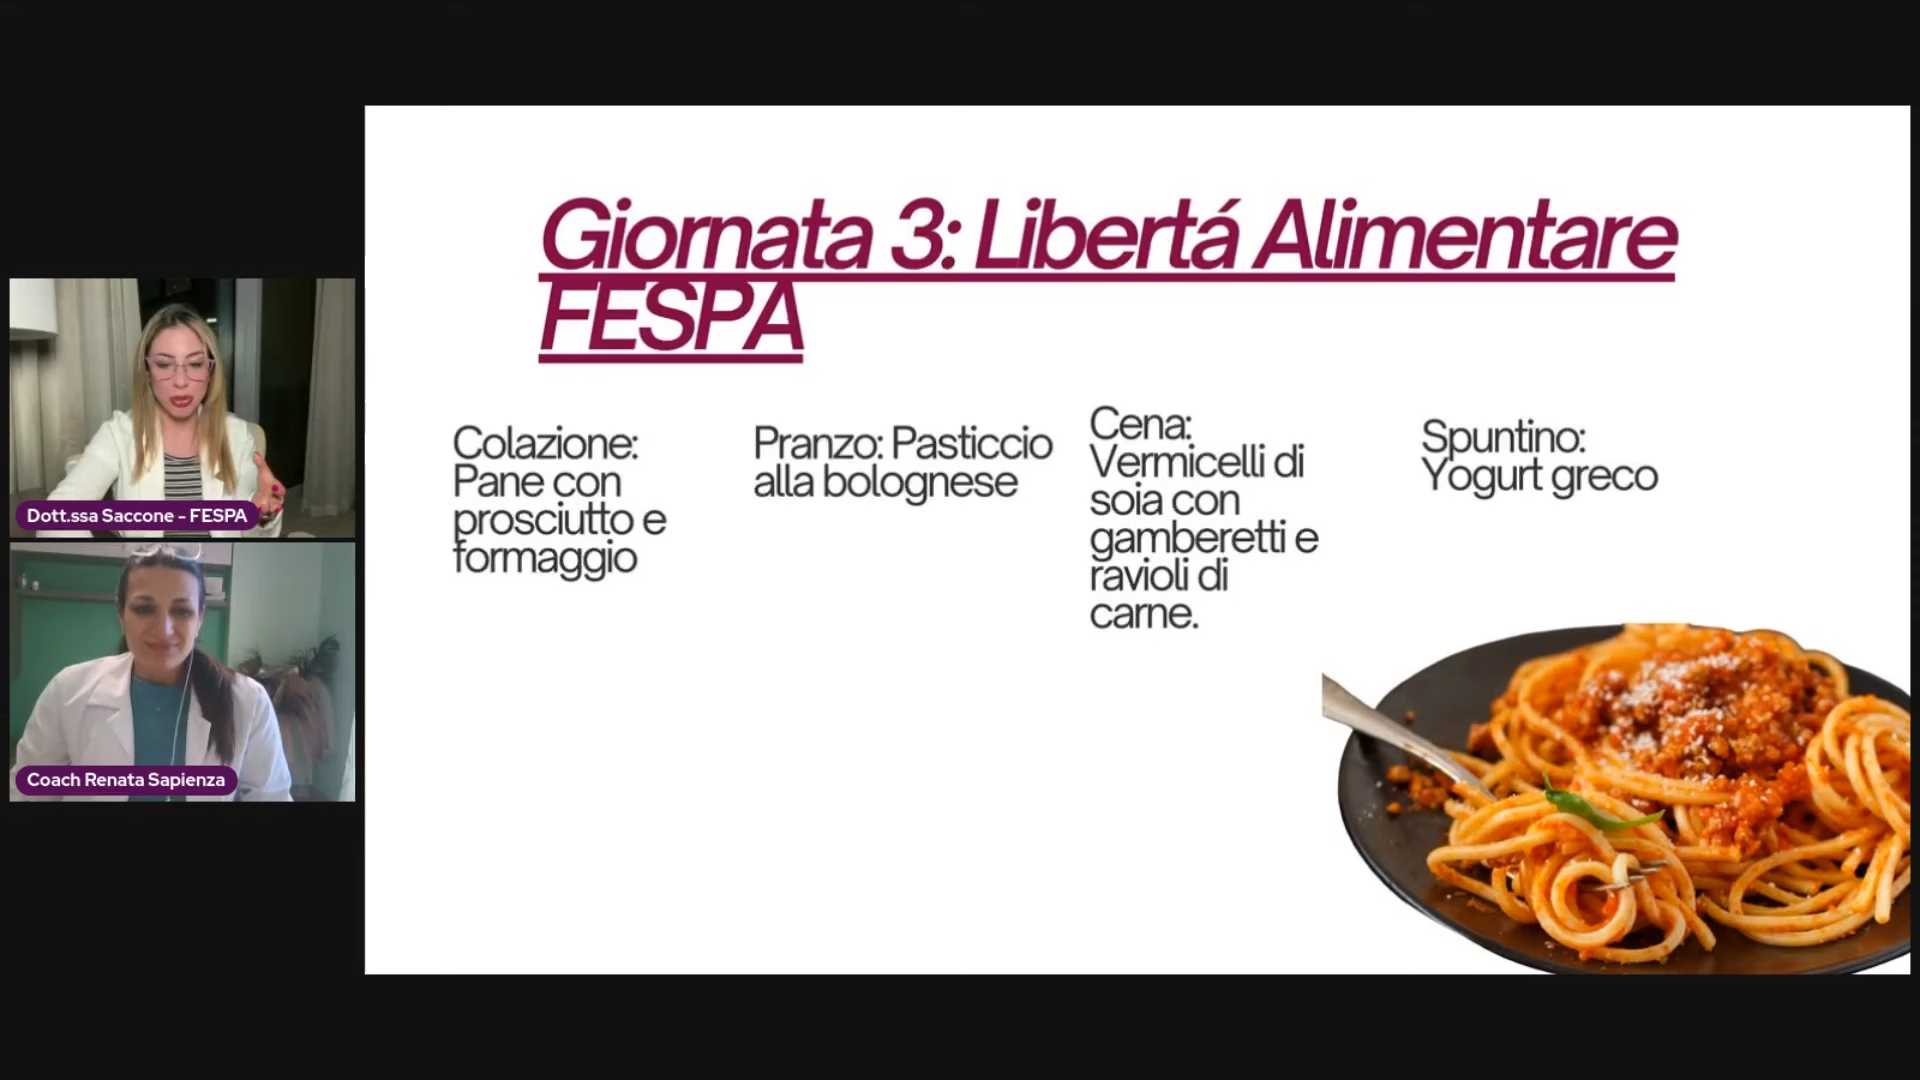 Giornata 3: Libertá Alimentare
FESPA
Colazione:
Pane con
prosciutto e
formaggio
Pranzo: Pasticcio
alla bolognese
Cena:
Vermicelli di
soia con
gamberetti e
ravioli di
carne.
Spuntino:
Yogurt greco
Dott.ssa Saccone - FESPA
Coach Renata Sapienza